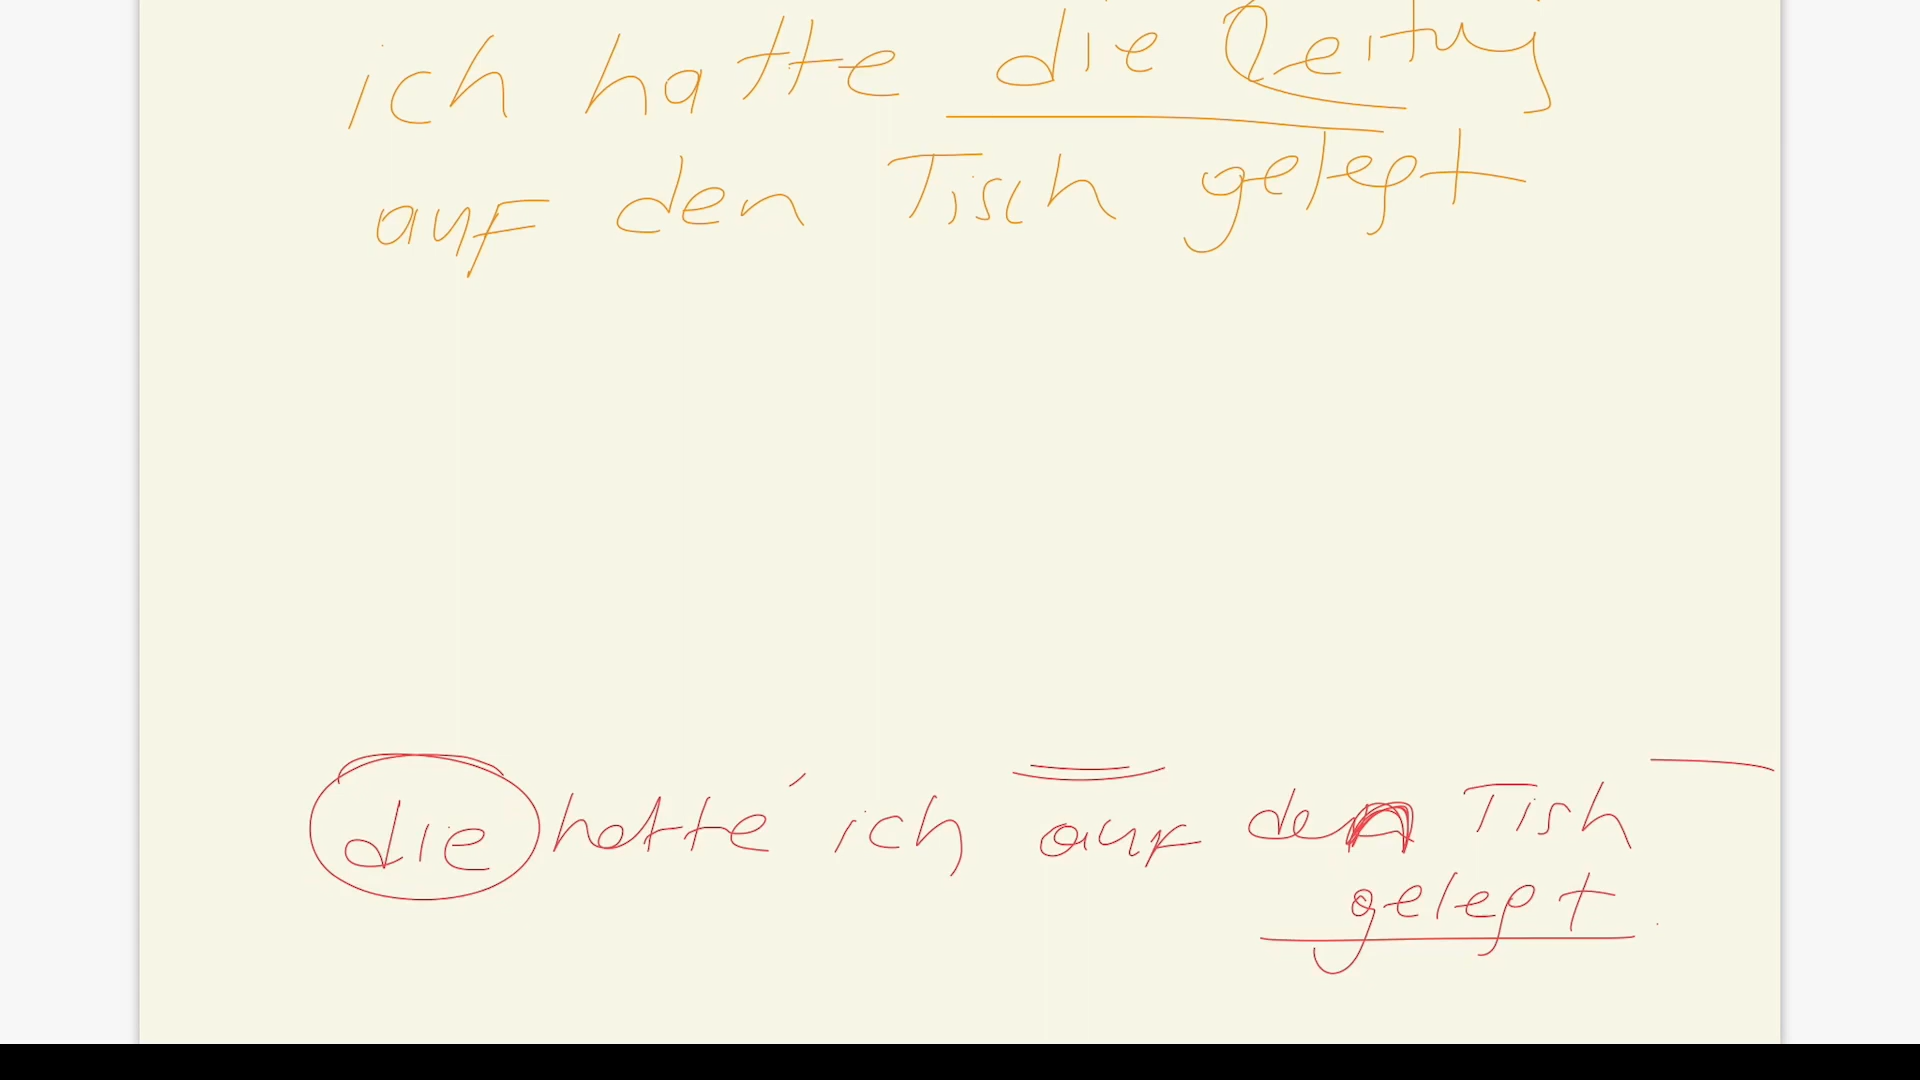 ich hatte die Zeitung
auf den Tisch gelegt
die hatte ich auf den Tish
gelegt